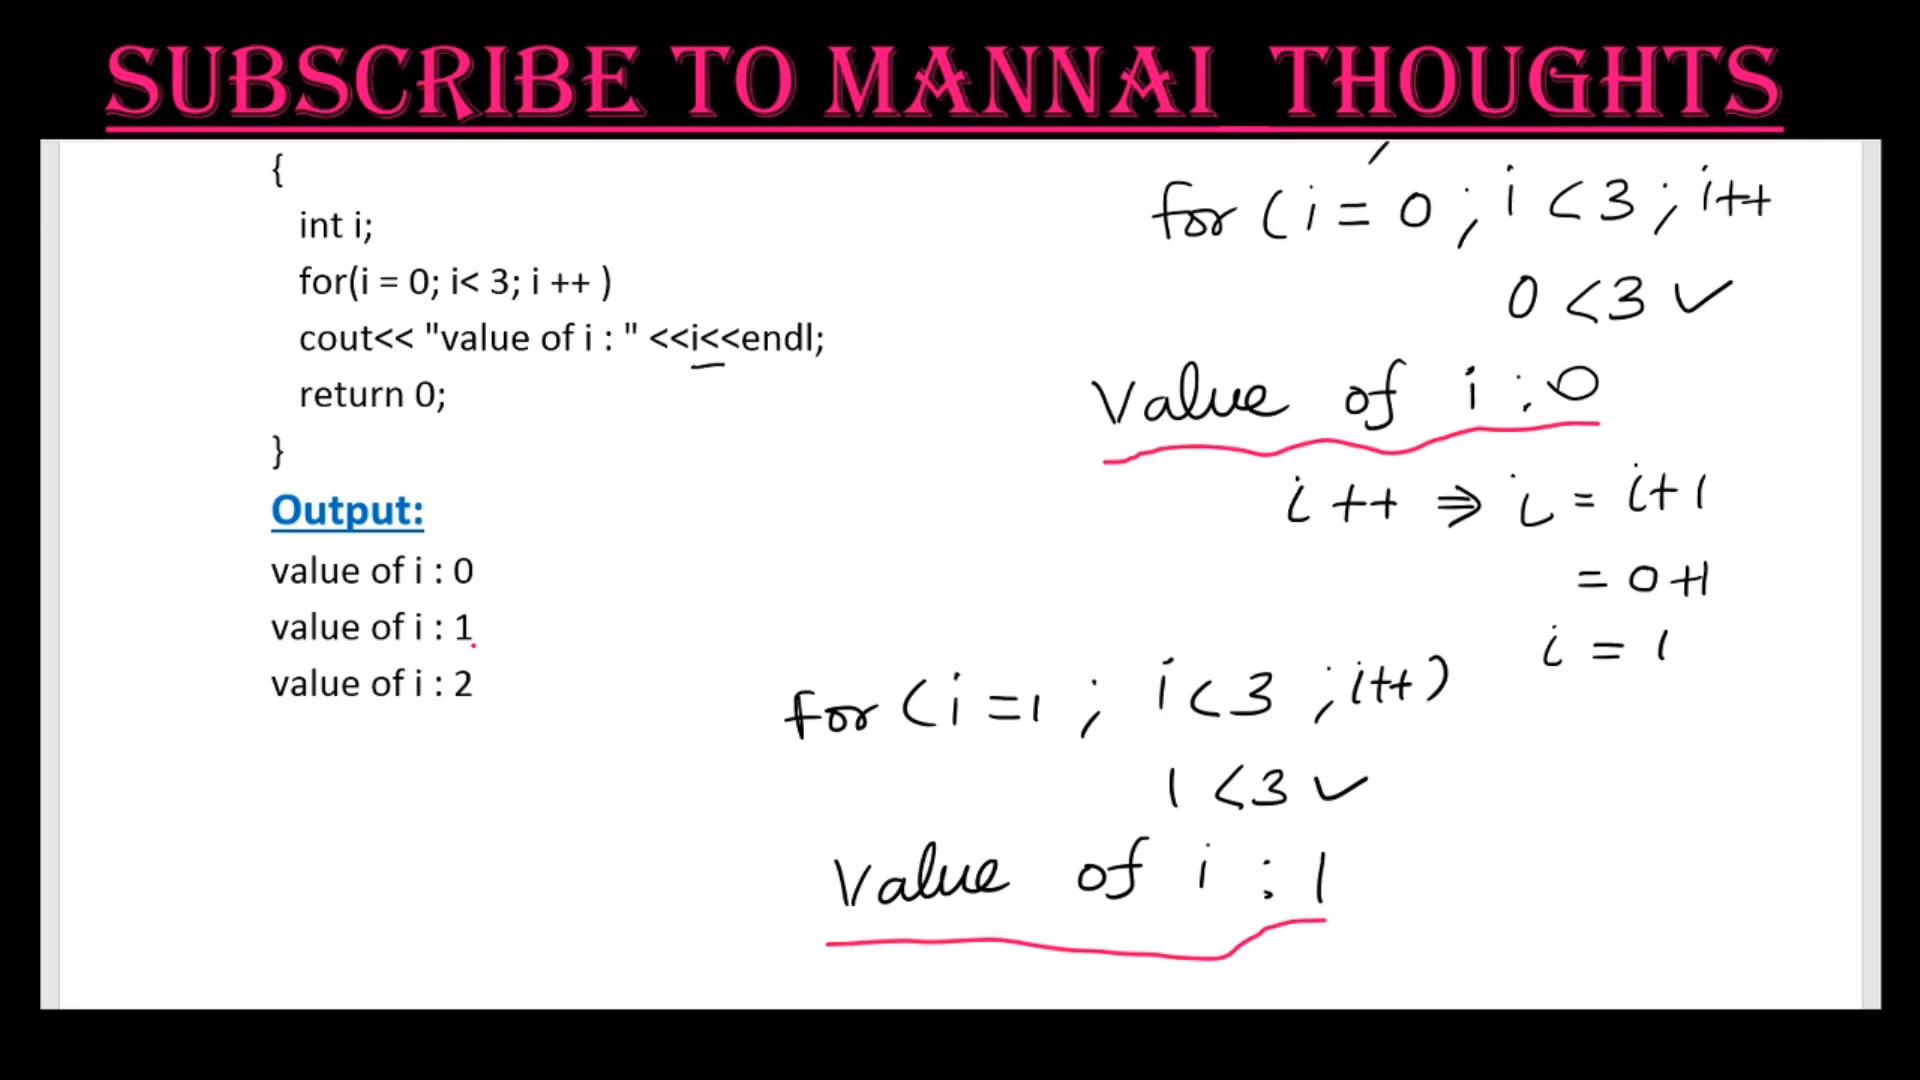 SUBSCRIBE TO MANNAI THOUGHTS
{
int i;
for(i = 0; i< 3; i ++ )
cout<< "value of i : " <<i<<endl;
return 0;
}
Output:
value of i : 0
value of i : 1
value of i : 2
for ( i = 0 ; i < 3 ; i++
0 < 3 ✓
Value of i : 0
i ++ ⇒ i = i+1
= 0+1
i = 1
for ( i =1 ; i < 3 ; i++ )
1 < 3 ✓
Value of i : 1